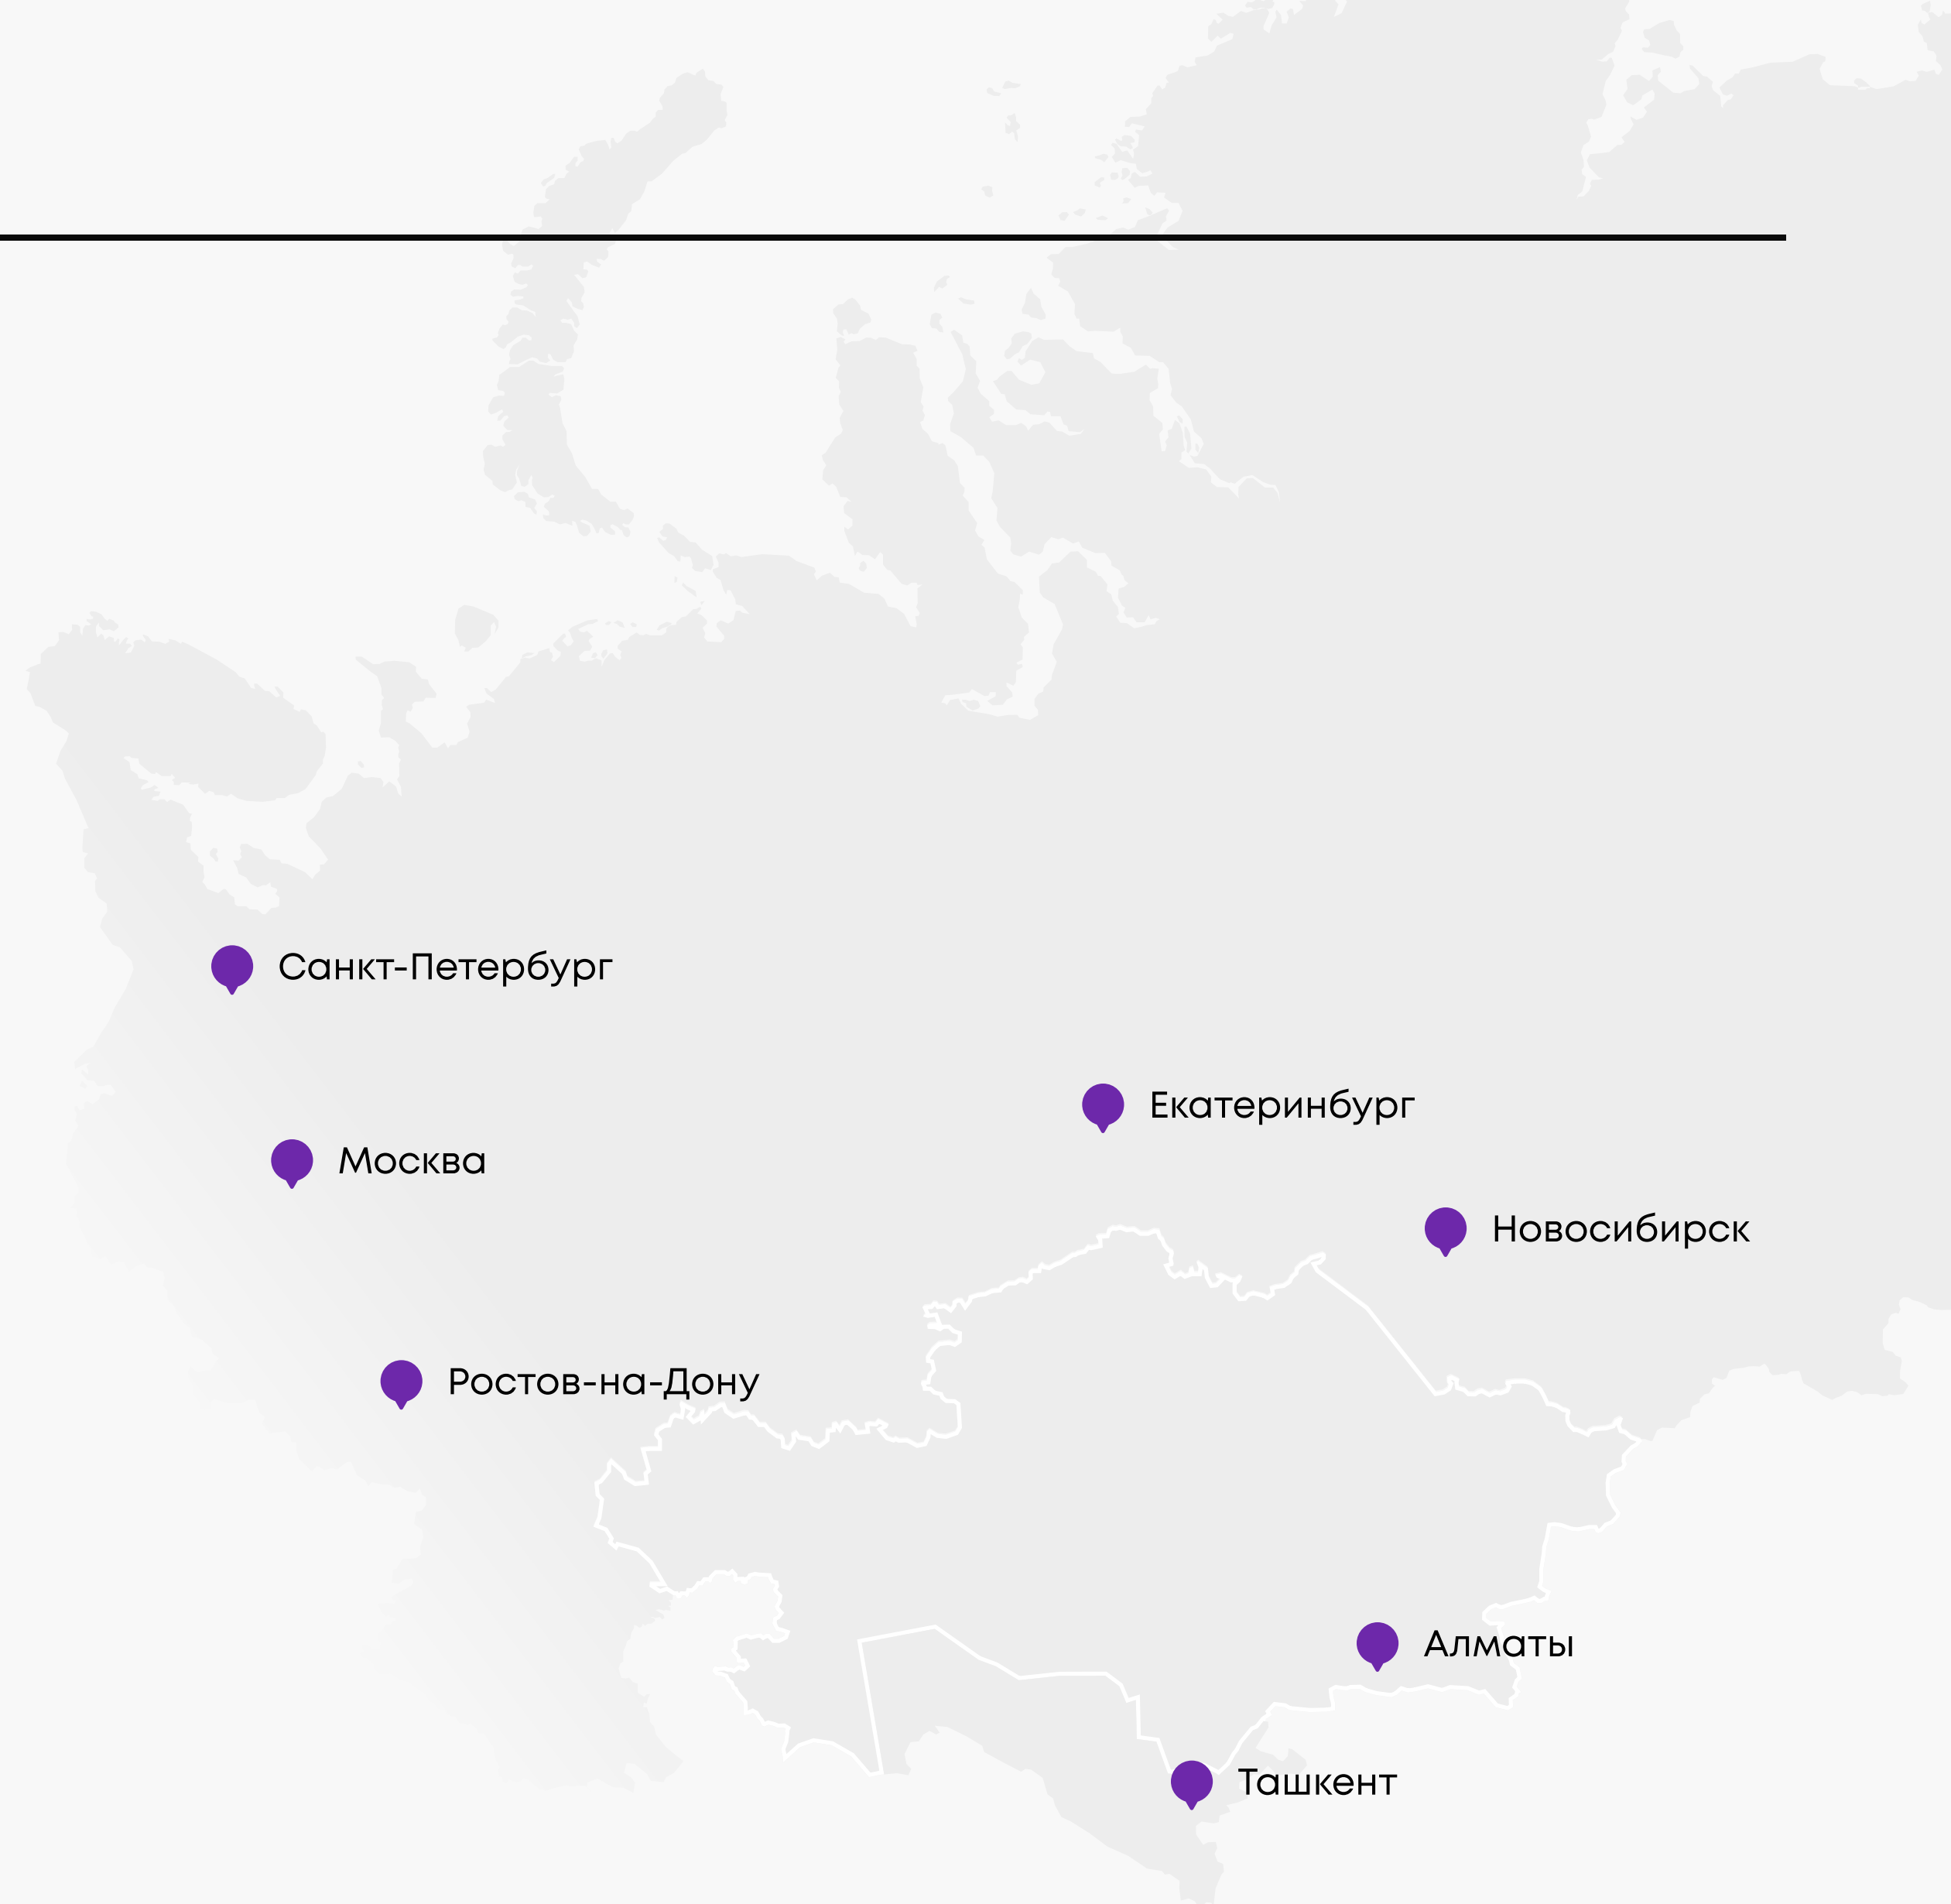 Санкт-Петербург
Екатеринбург
Москва
Новосибирск
Ростов-на-Дону
Алматы
Ташкент